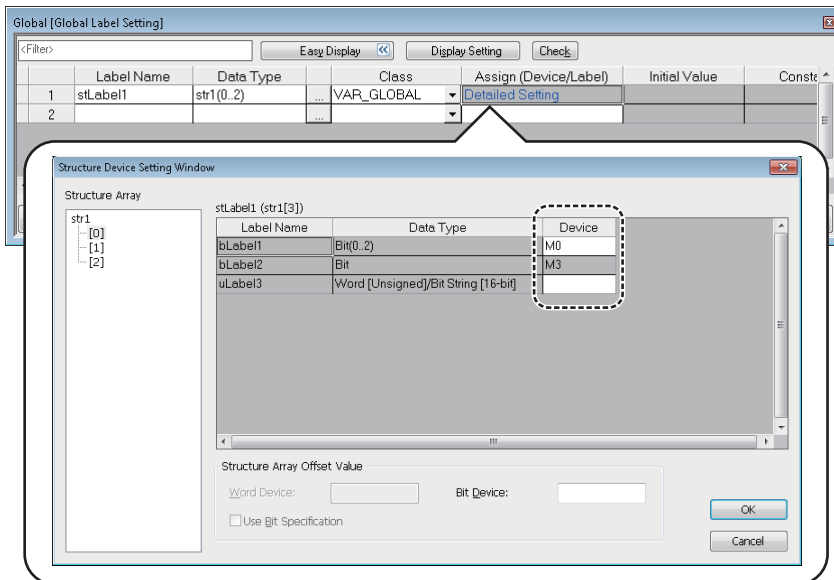 Global [Global Label Setting]
<Filter> Easy Display Display Setting Check
Label Name Data Type Class Assign (Device/Label) Initial Value
1 stLabel1 str1(0..2) ... VAR_GLOBAL Detailed Setting
2 ...
Structure Device Setting Window
Structure Array
stLabel1 (str1[3])
str1
[0]
[1]
[2]
Label Name Data Type Device
bLabel1 Bit(0..2) M0
bLabel2 Bit M3
uLabel3 Word [Unsigned]/Bit String [16-bit]
Structure Array Offset Value
Word Device: Bit Device:
Use Bit Specification
OK
Cancel